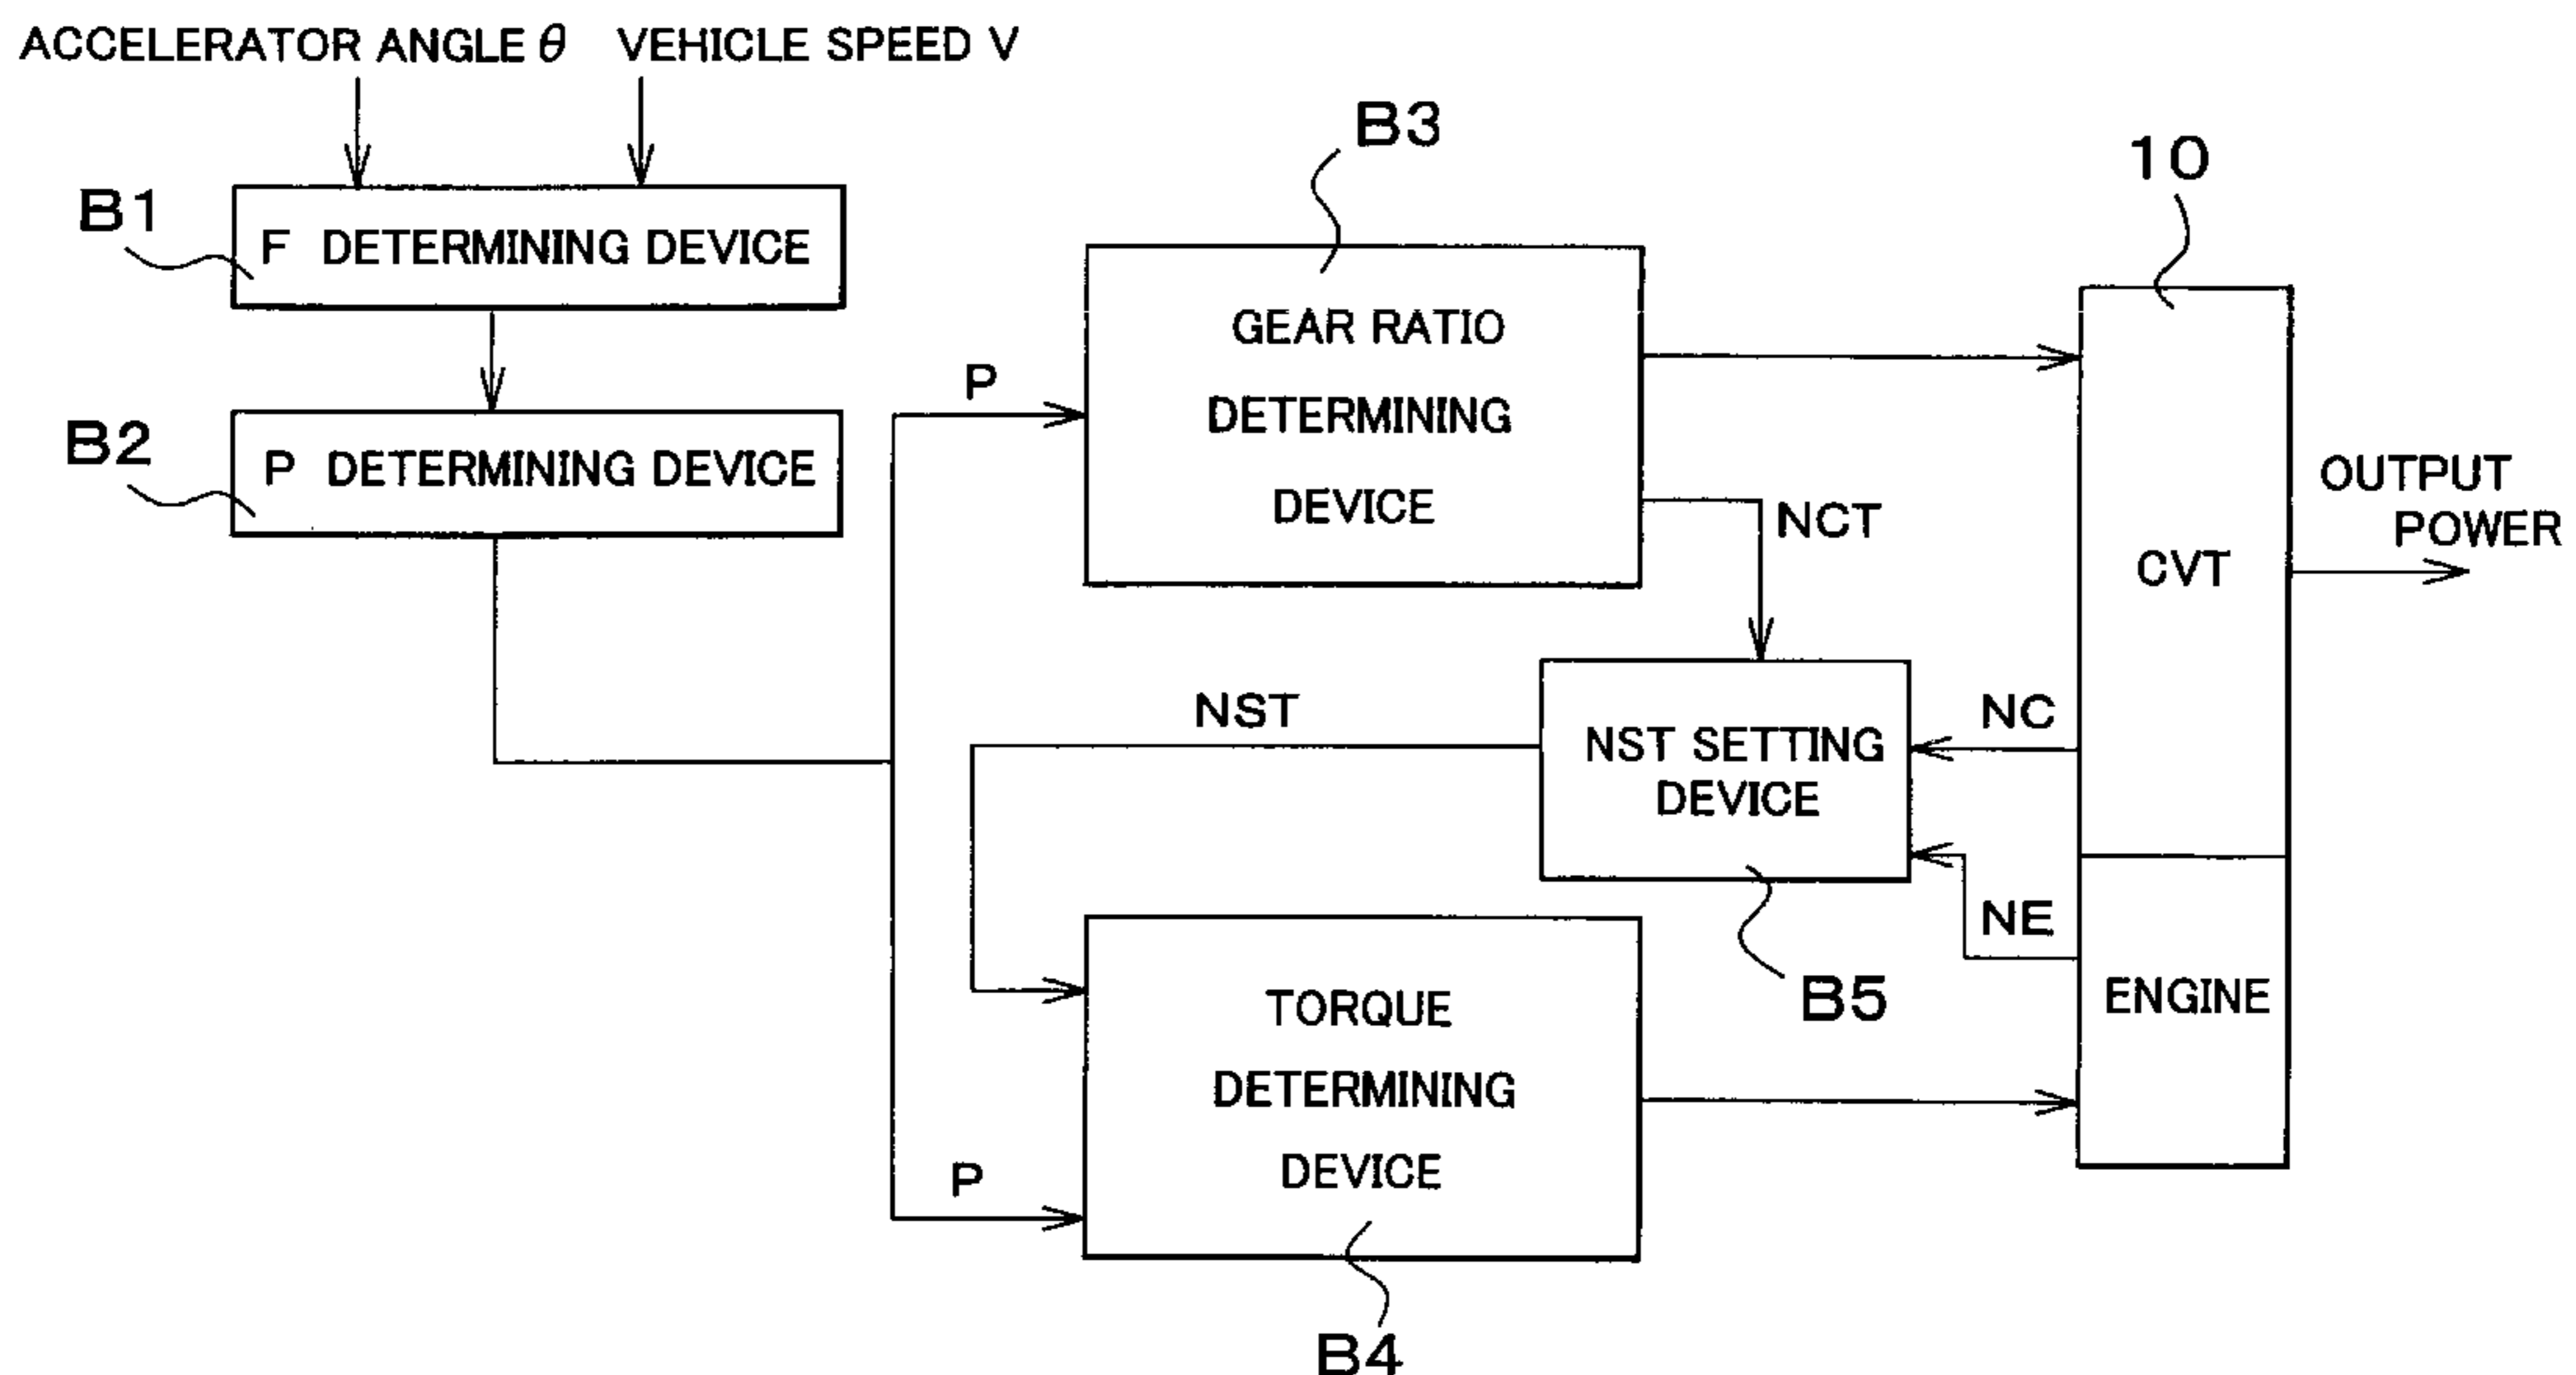 ACCELERATOR ANGLE θ VEHICLE SPEED V
B1
F DETERMINING DEVICE
B2
P DETERMINING DEVICE
P
B3
GEAR RATIO
DETERMINING
DEVICE
NCT
10
CVT
OUTPUT
POWER
NST
NST SETTING
DEVICE
NC
NE
B5
ENGINE
TORQUE
DETERMINING
DEVICE
P
B4